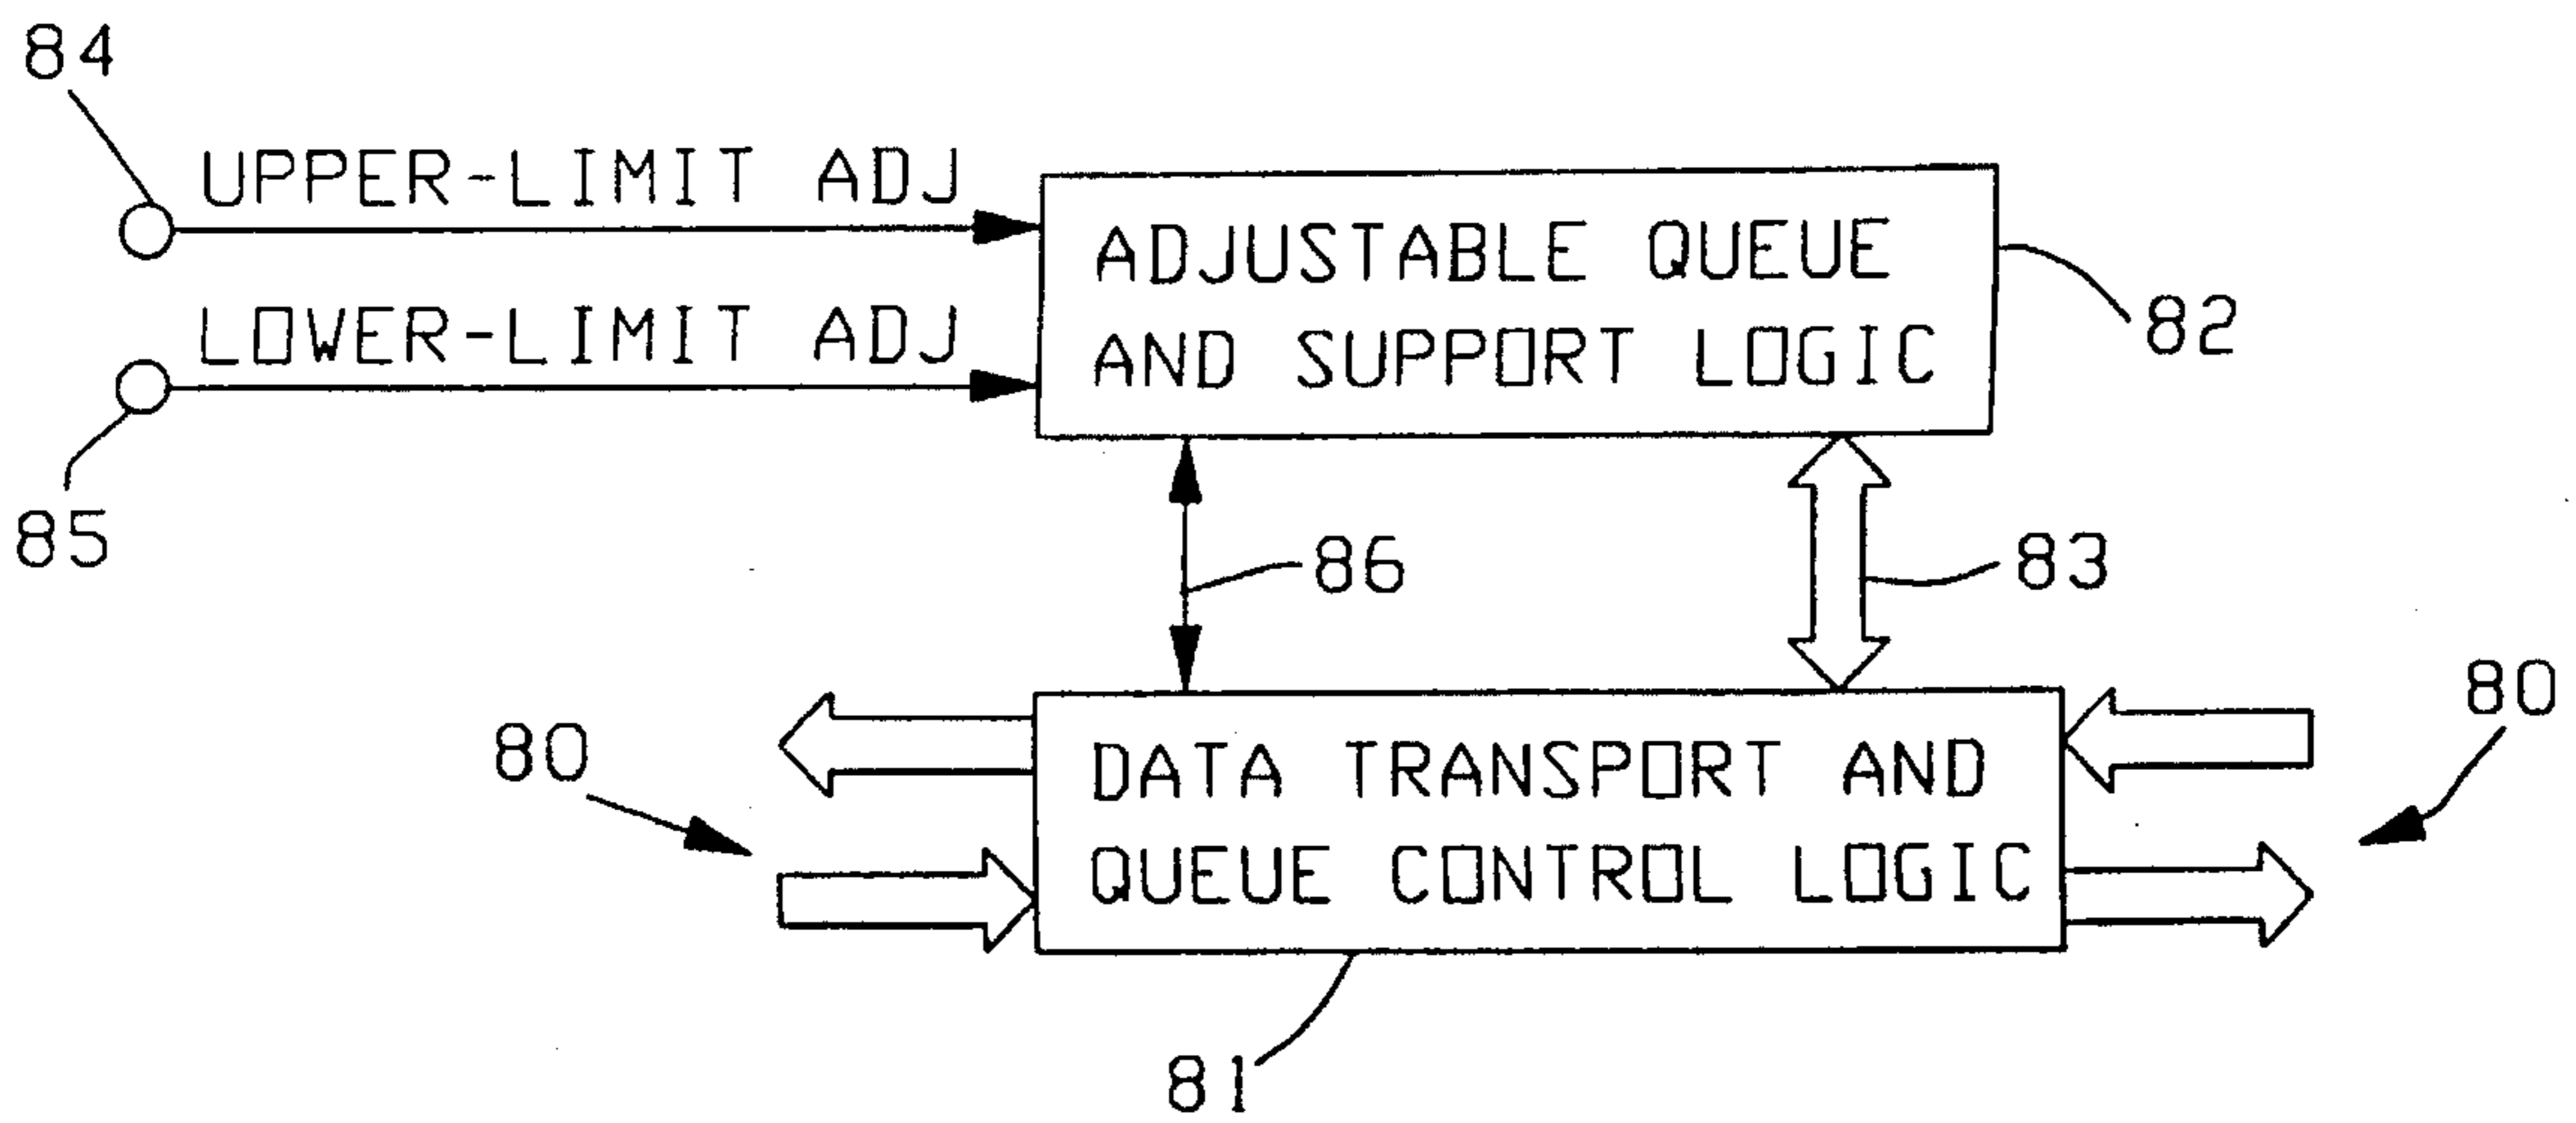 84
UPPER-LIMIT ADJ
ADJUSTABLE QUEUE
AND SUPPORT LOGIC
82
LOWER-LIMIT ADJ
85
86
83
80
80
DATA TRANSPORT AND
QUEUE CONTROL LOGIC
81